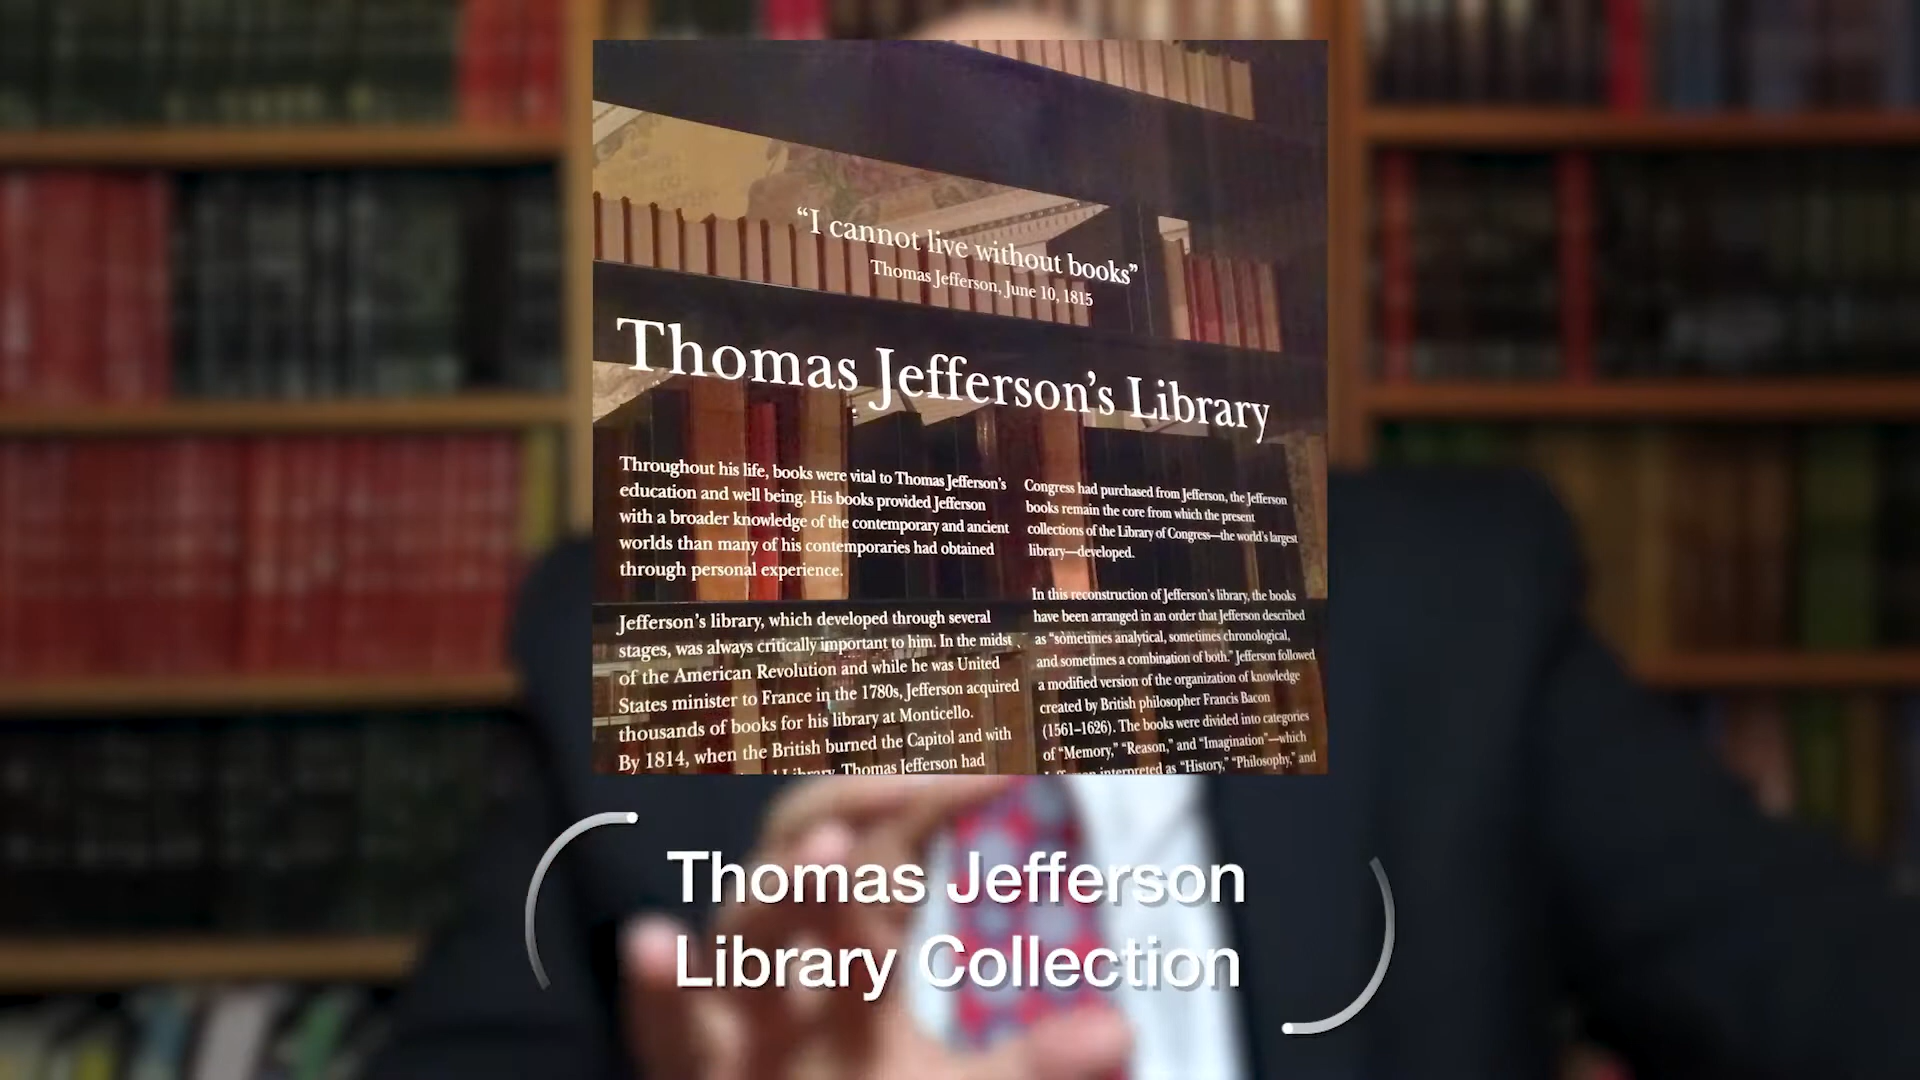 “I cannot live without books”
Thomas Jefferson, June 10, 1815
Thomas Jefferson’s Library
Throughout his life, books were vital to Thomas Jefferson’s
education and well being. His books provided Jefferson
with a broader knowledge of the contemporary and ancient
worlds than many of his contemporaries had obtained
through personal experience.
Jefferson’s library, which developed through several
stages, was always critically important to him. In the midst
of the American Revolution and while he was United
States minister to France in the 1780s, Jefferson acquired
thousands of books for his library at Monticello.
By 1814, when the British burned the Capitol and with
Library, Thomas Jefferson had
Congress had purchased from Jefferson, the Jefferson
books remain the core from which the present
collections of the Library of Congress—the world’s largest
library—developed.
In this reconstruction of Jefferson’s library, the books
have been arranged in an order that Jefferson described
as “sometimes analytical, sometimes chronological,
and sometimes a combination of both.” Jefferson followed
a modified version of the organization of knowledge
created by British philosopher Francis Bacon
(1561–1626). The books were divided into categories
of “Memory,” “Reason,” and “Imagination”—which
interpreted as “History,” “Philosophy,” and
Thomas Jefferson
Library Collection